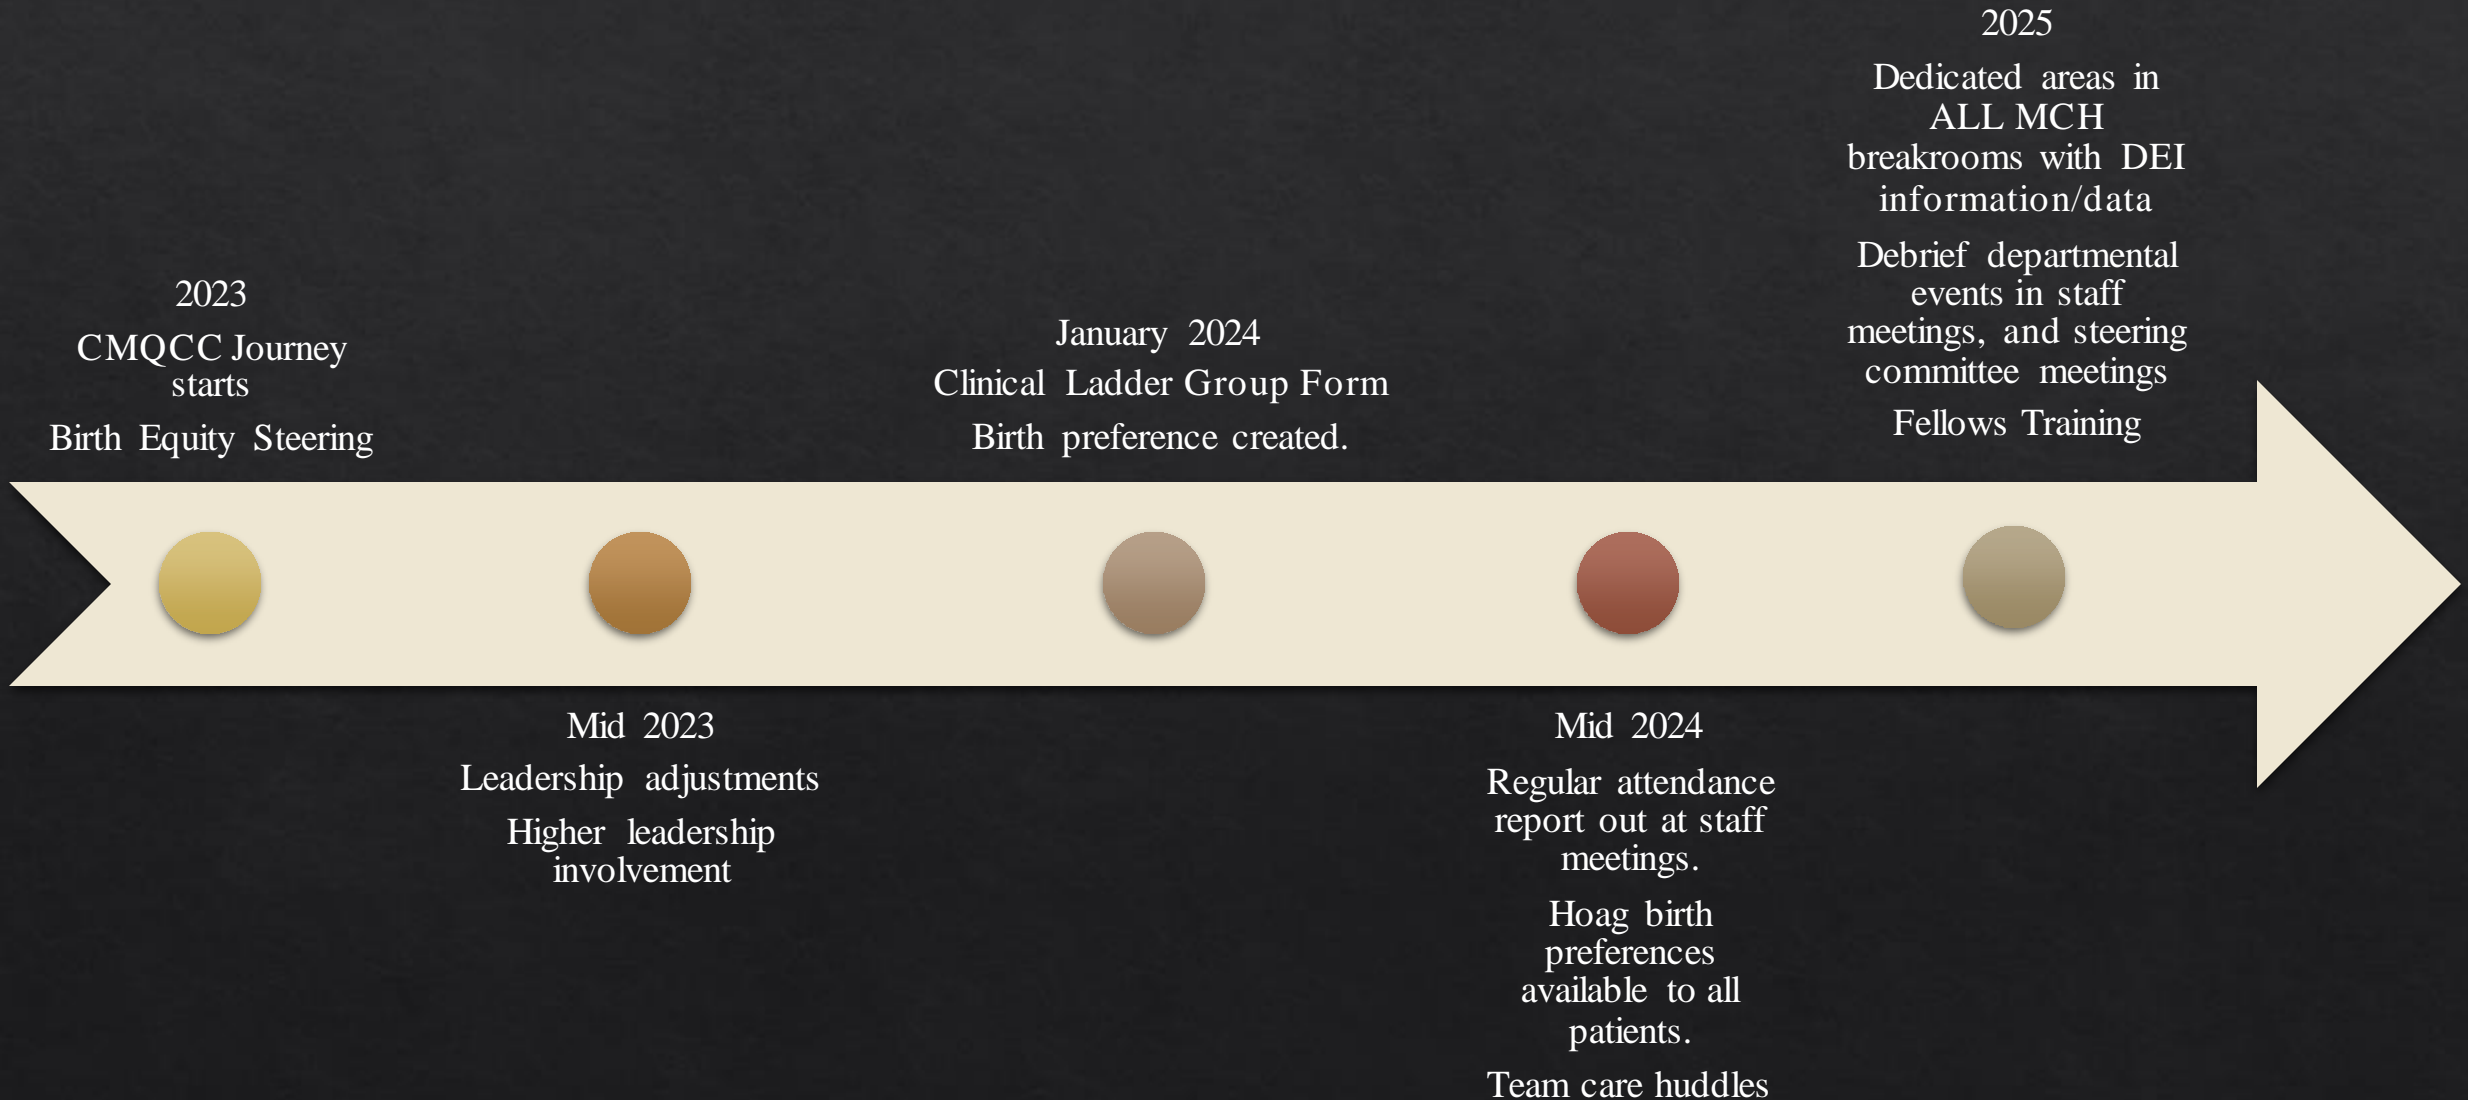 2023
CMQCC Journey
starts
Birth Equity Steering
Mid 2023
Leadership adjustments
Higher leadership
involvement
January 2024
Clinical Ladder Group Form
Birth preference created.
Mid 2024
Regular attendance
report out at staff
meetings.
Hoag birth
preferences
available to all
patients.
Team care huddles
2025
Dedicated areas in
ALL MCH
breakrooms with DEI
information/data
Debrief departmental
events in staff
meetings, and steering
committee meetings
Fellows Training